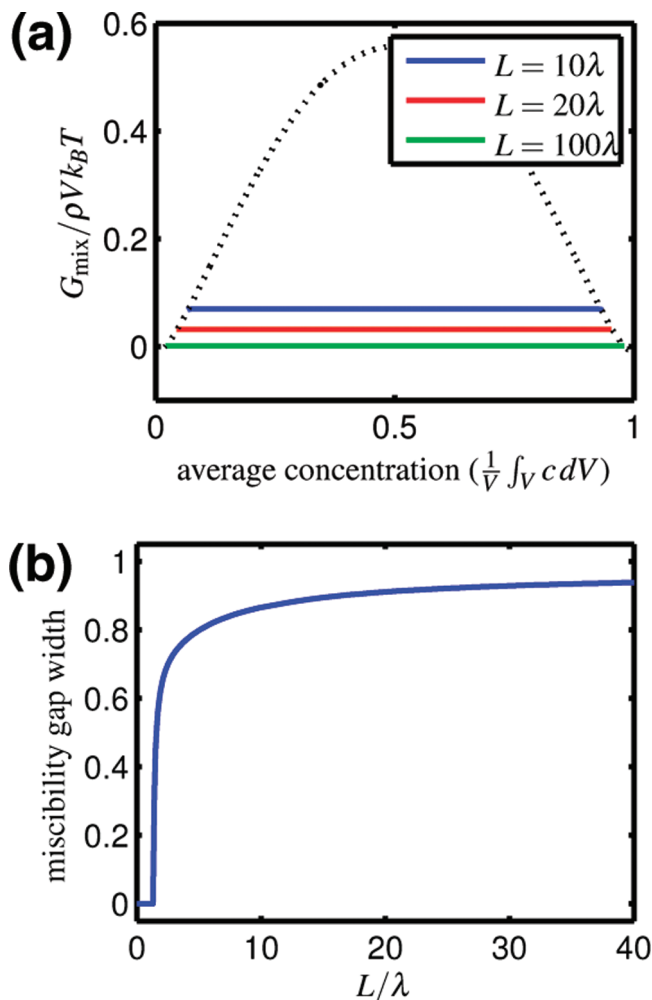 (a)
0.6
0.4
0.2
0
G_mix/ρVk_BT
L = 10λ
L = 20λ
L = 100λ
0
0.5
1
average concentration (1/V ∫_V c dV)
(b)
1
0.8
0.6
0.4
0.2
0
miscibility gap width
0
10
20
30
40
L/λ